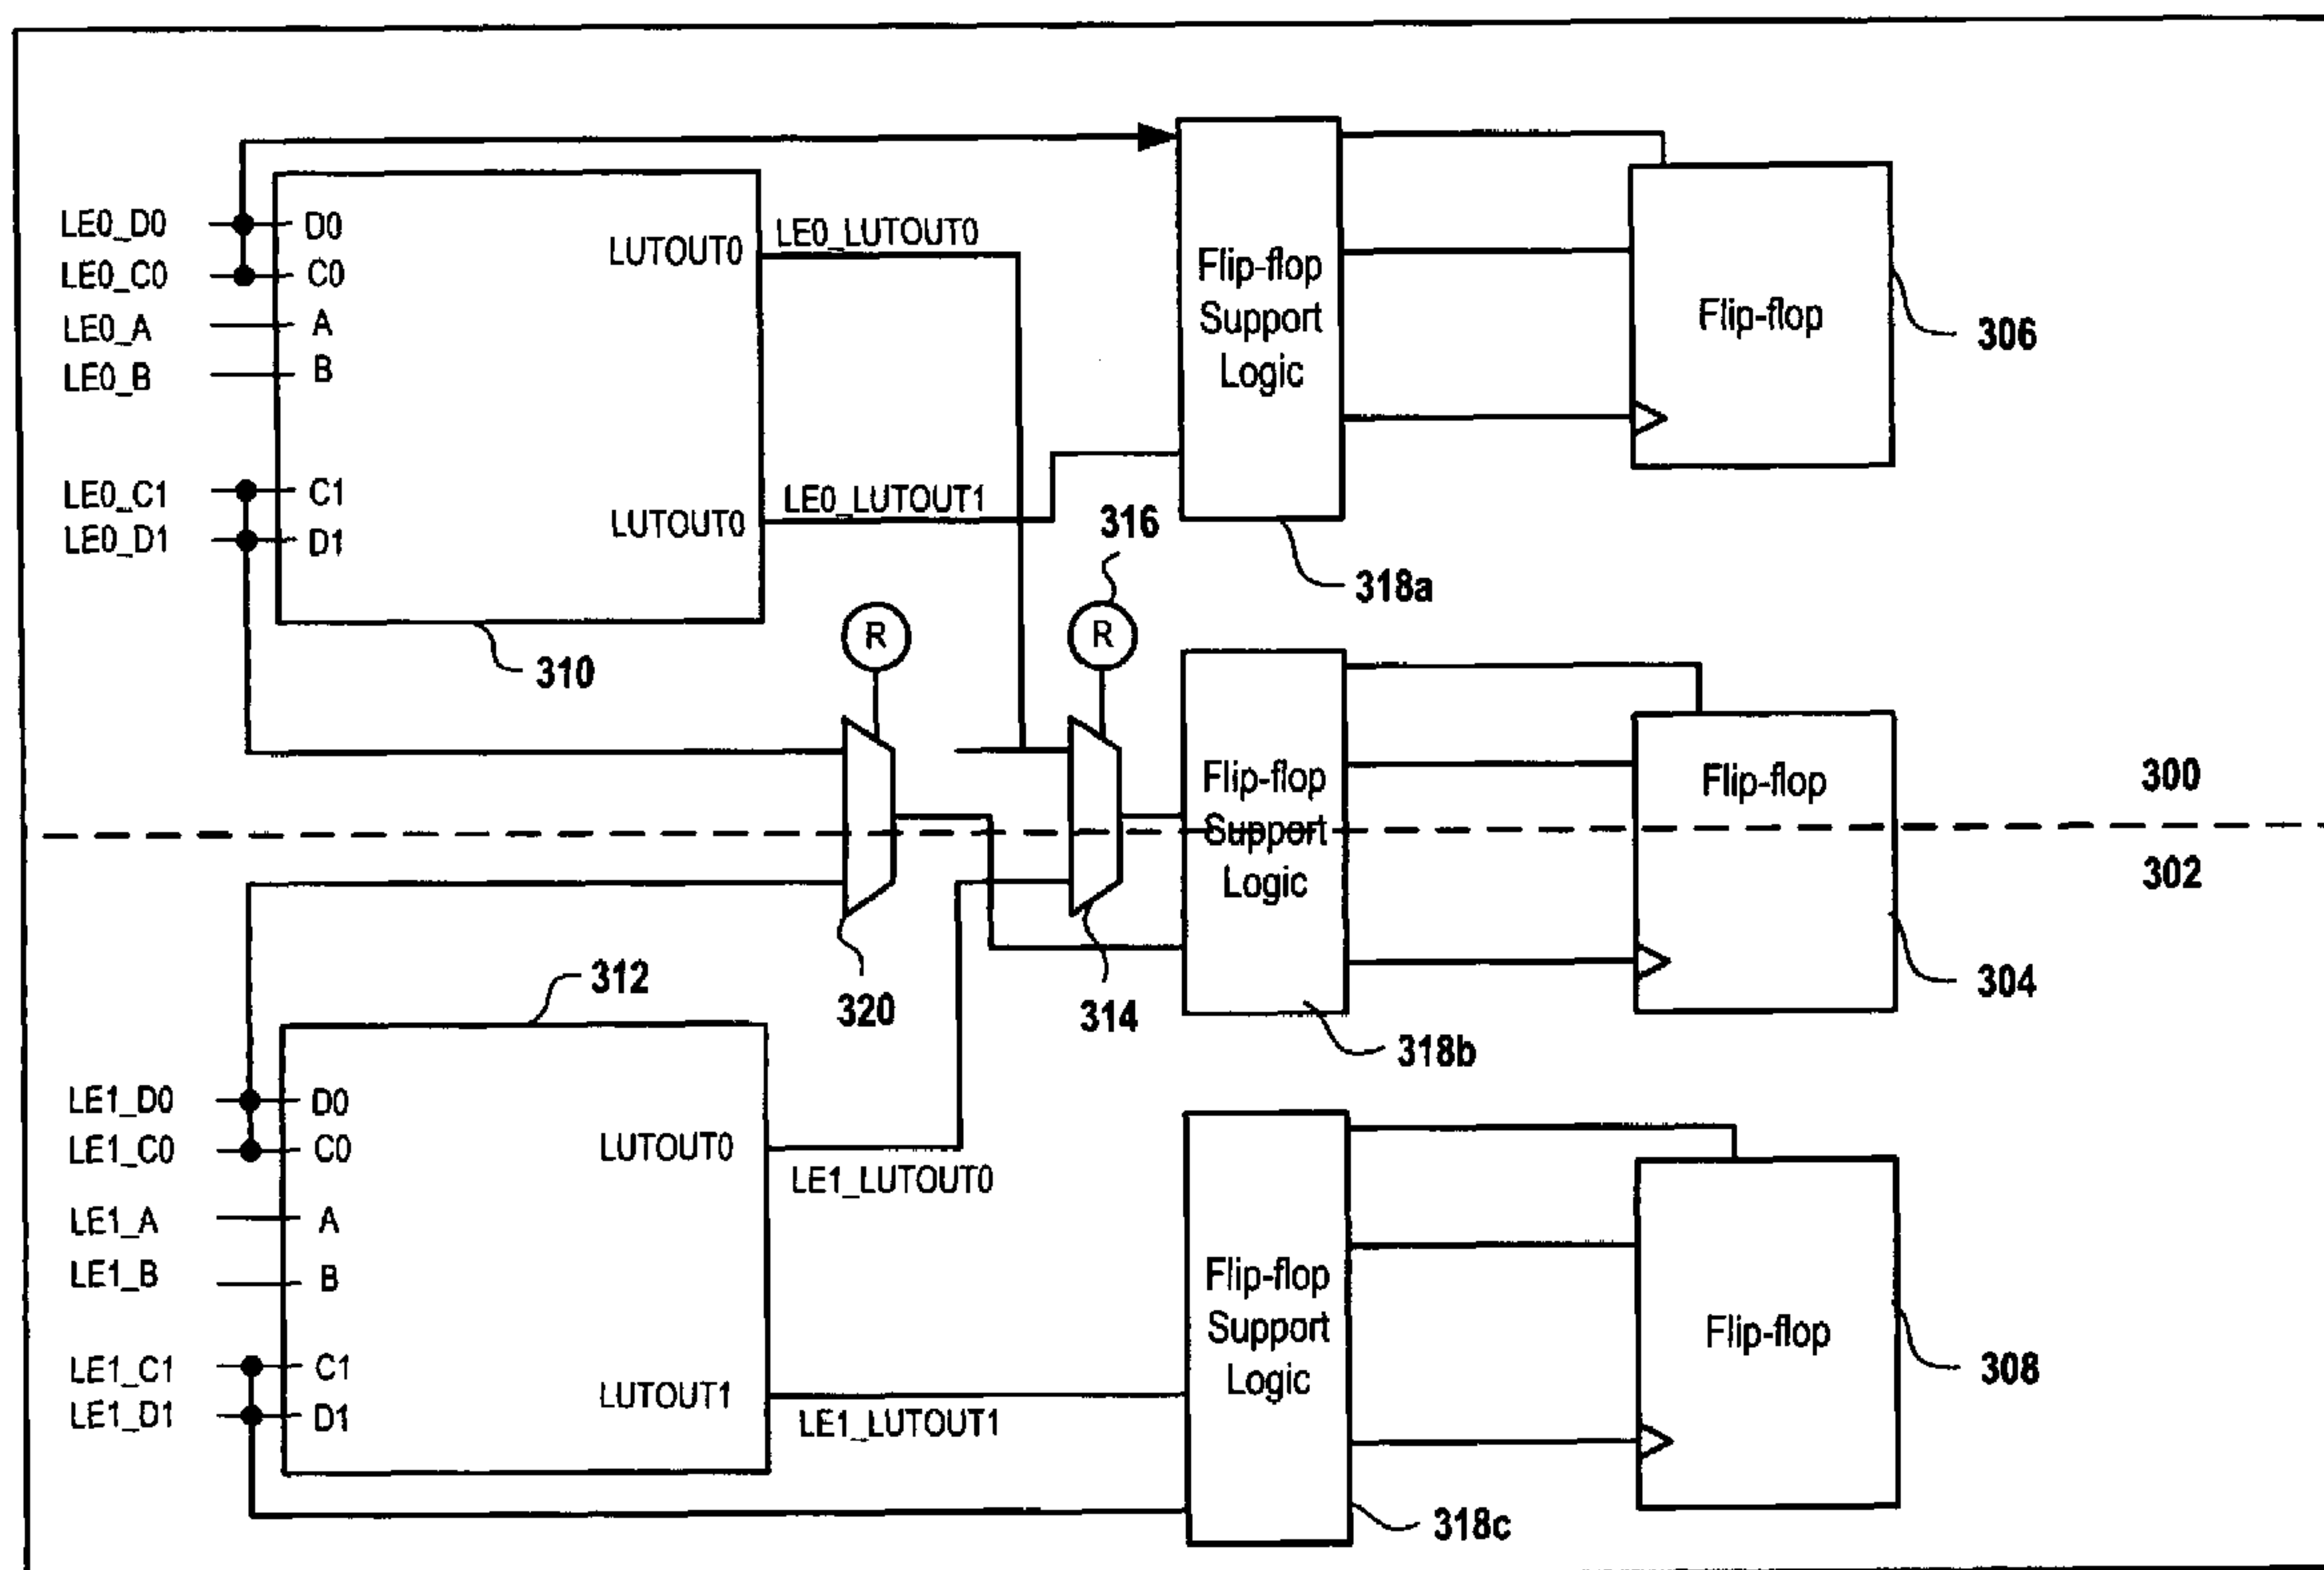 LE0_D0
LE0_C0
LE0_A
LE0_B
LE0_C1
LE0_D1
D0
C0
A
B
C1
D1
LUTOUT0
LUTOUT0
310
LE0_LUTOUT0
LE0_LUTOUT1
Flip-flop
Support
Logic
318a
Flip-flop
306
R
R
316
320
314
Flip-flop
Support
Logic
318b
Flip-flop
304
300
302
312
LE1_D0
LE1_C0
LE1_A
LE1_B
LE1_C1
LE1_D1
D0
C0
A
B
C1
D1
LUTOUT0
LUTOUT1
LE1_LUTOUT0
LE1_LUTOUT1
Flip-flop
Support
Logic
318c
Flip-flop
308